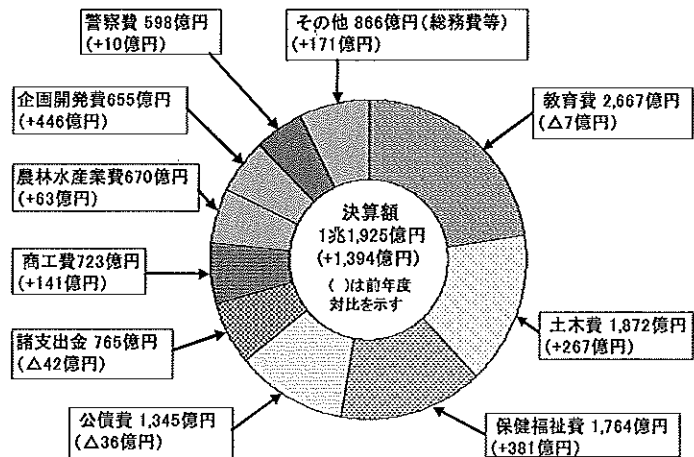 警察費 598億円
(+10億円)
その他 866億円(総務費等)
(+171億円)
企画開発費655億円
(+446億円)
教育費 2,667億円
(△7億円)
農林水産業費670億円
(+63億円)
決算額
1兆1,925億円
(+1,394億円)
( )は前年度
対比を示す
商工費723億円
(+141億円)
土木費 1,872億円
(+267億円)
諸支出金 765億円
(△42億円)
公債費 1,345億円
(△36億円)
保健福祉費 1,764億円
(+381億円)